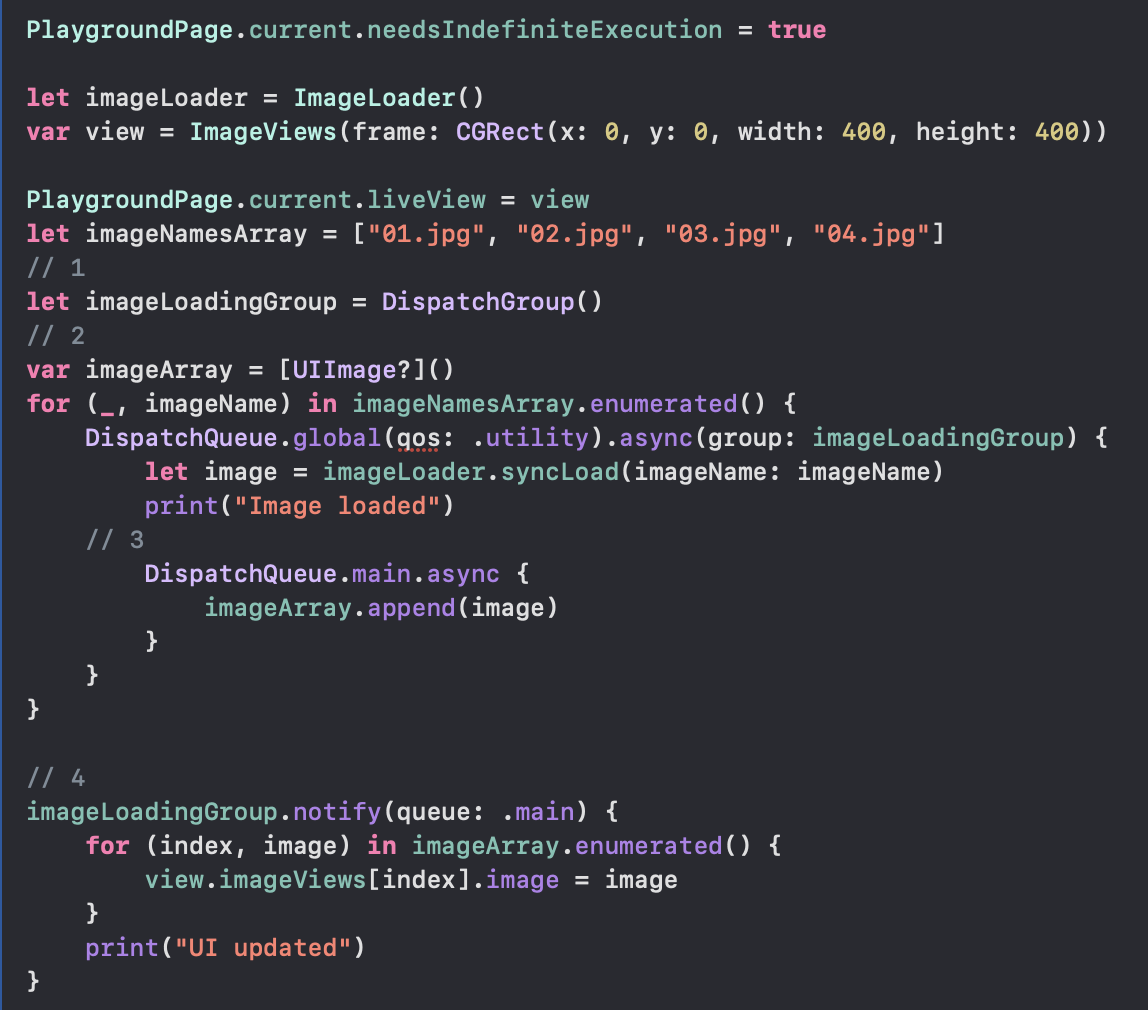 PlaygroundPage.current.needsIndefiniteExecution = true

let imageLoader = ImageLoader()
var view = ImageViews(frame: CGRect(x: 0, y: 0, width: 400, height: 400))

PlaygroundPage.current.liveView = view
let imageNamesArray = ["01.jpg", "02.jpg", "03.jpg", "04.jpg"]
// 1
let imageLoadingGroup = DispatchGroup()
// 2
var imageArray = [UIImage?]()
for (_, imageName) in imageNamesArray.enumerated() {
    DispatchQueue.global(qos: .utility).async(group: imageLoadingGroup) {
        let image = imageLoader.syncLoad(imageName: imageName)
        print("Image loaded")
    // 3
        DispatchQueue.main.async {
            imageArray.append(image)
        }
    }
}

// 4
imageLoadingGroup.notify(queue: .main) {
    for (index, image) in imageArray.enumerated() {
        view.imageViews[index].image = image
    }
    print("UI updated")
}